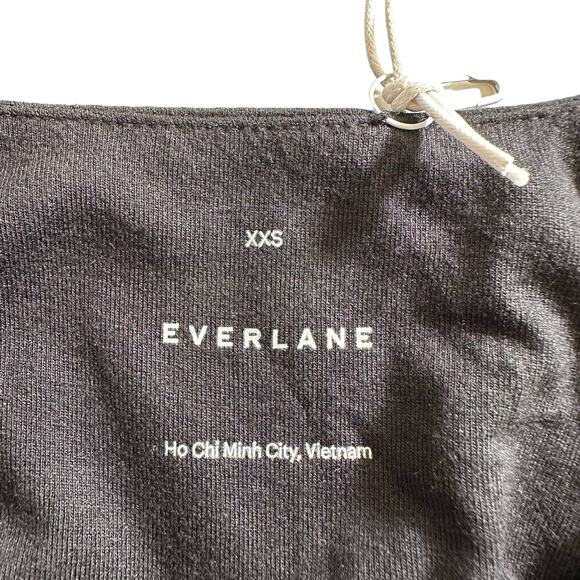 XXS
EVERLANE
Ho Chi Minh City, Vietnam